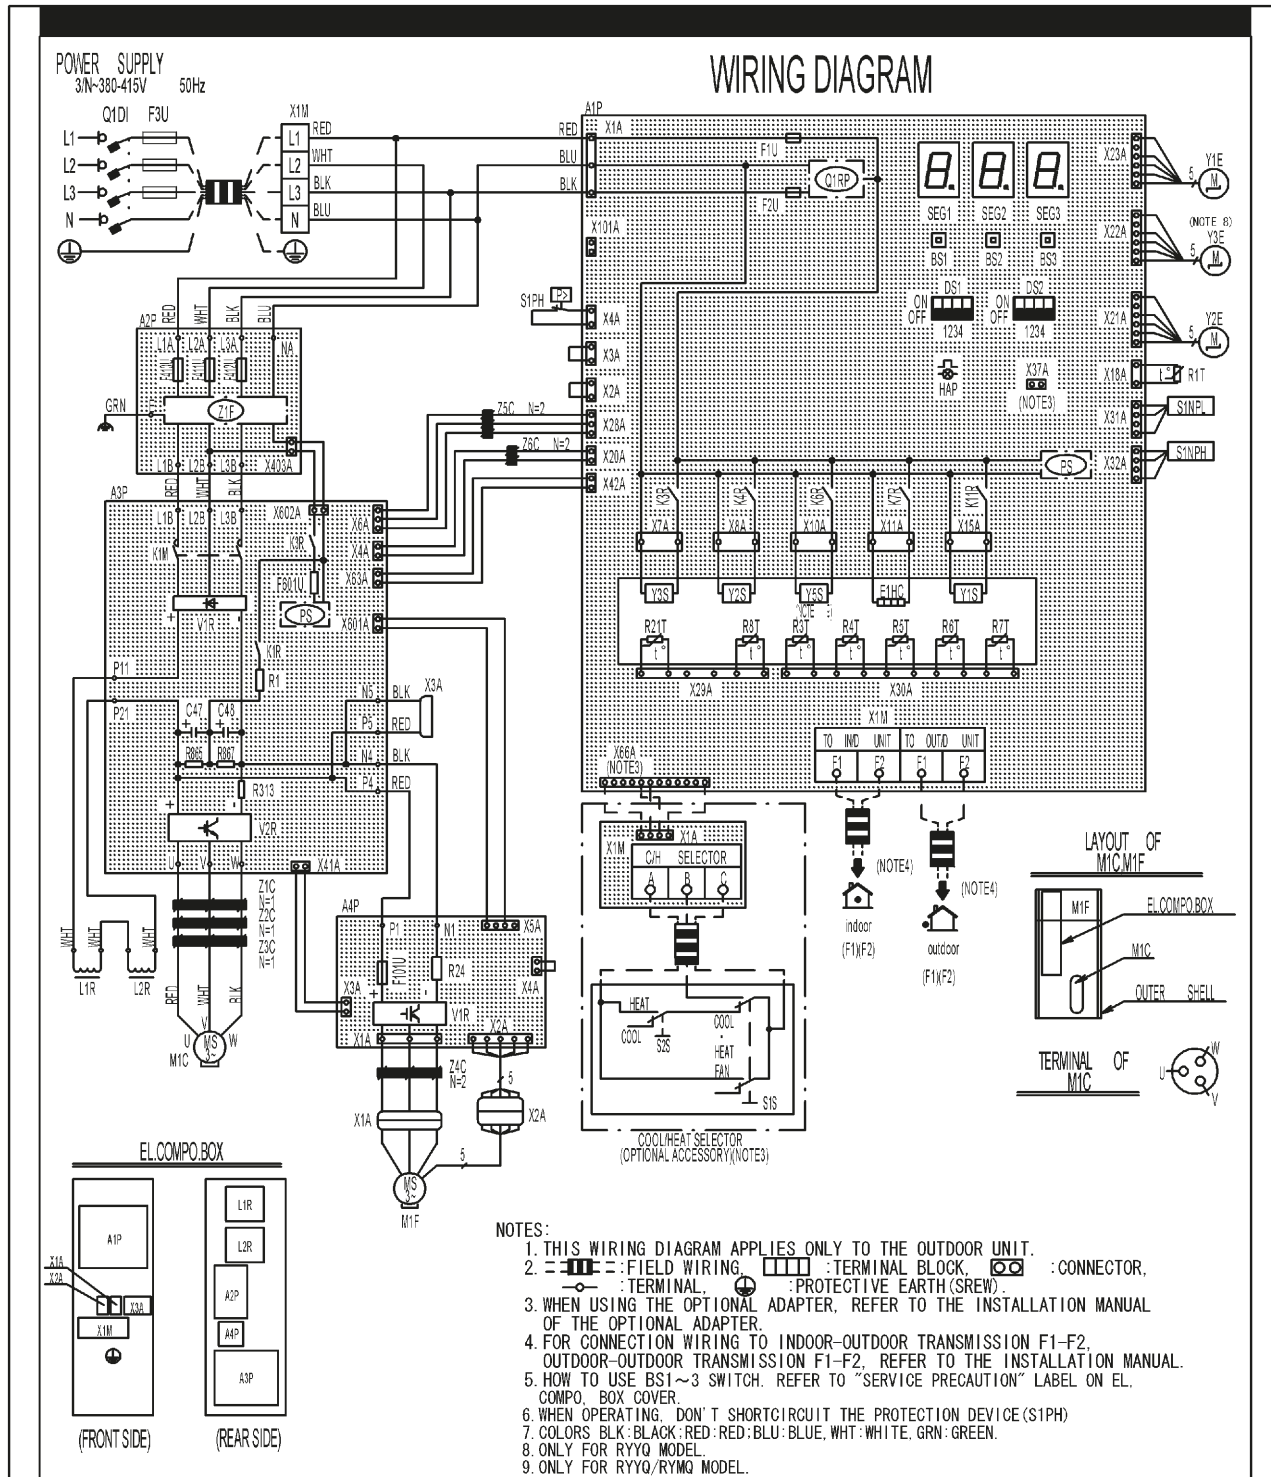 WIRING DIAGRAM
POWER SUPPLY
3/N~380-415V 50Hz
Q1DI F3U X1M
L1
L2
L3
N
L1 RED
L2 WHT
L3 BLK
N BLU
A1P
RED X1A
BLU
BLK
F1U
F2U
Q1RP
X101A
SEG1 SEG2 SEG3
BS1 BS2 BS3
DS1 DS2
ON
OFF
1234
ON
OFF
1234
HAP
X37A
(NOTE3)
X23A 5 Y1E
M
(NOTE 8)
X22A 5 Y3E
M
X21A 5 Y2E
M
X18A t° R1T
X31A S1NPL
X32A S1NPH
PS
S1PH P>
X4A
X3A
X2A
Z5C N=2 X28A
Z6C N=2 X20A
X42A
A2P
RED WHT BLK BLU
L1A L2A L3A NA
F410U F411U F412U
Z1F
GRN
L1B L2B L3B X403A
RED WHT BLK
A3P
L1B L2B L3B X602A
K1M K3R
F601U
PS
X6A
X4A
X63A
X601A
V1R
+ -
K1R
R1
P11
P21
C47 C48
+ +
R865 R867
R313
N5 BLK X3A
P5 RED
N4 BLK
P4 RED
+ -
V2R
U V W
X41A
Z1C
N=1
Z2C
N=1
Z3C
N=1
WHT WHT WHT WHT
L1R L2R
RED WHT BLK
U V W
MS
3~
M1C
A4P
P1 N1 X5A
F101U R24
X3A X4A
+ -
V1R
X1A X2A
Z4C
N=2
5
X1A X2A
5
MS
3~
M1F
K3R K4R K6R K7R K11R
X7A X8A X10A X11A X15A
Y3S Y2S Y5S E1HC Y1S
R21T R8T R3T R4T R5T R6T R7T
t° t° t° t° t° t° t°
X29A X30A
X1M
TO IN/D UNIT TO OUT/D UNIT
F1 F2 F1 F2
(NOTE4)
indoor
(F1)(F2)
(NOTE4)
outdoor
(F1)(F2)
X66A
(NOTE3)
X1M X1A
C/H SELECTOR
A B C
HEAT
COOL
S2S
COOL
·
HEAT
FAN
S1S
COOL/HEAT SELECTOR
(OPTIONAL ACCESSORY)(NOTE3)
LAYOUT OF
M1C,M1F
M1F
EL.COMPO.BOX
M1C
OUTER SHELL
TERMINAL OF
M1C
U W V
EL.COMPO.BOX
A1P
X1A
X2A
X3A
X1M
(FRONT SIDE)
L1R
L2R
A2P
A4P
A3P
(REAR SIDE)
NOTES:
1. THIS WIRING DIAGRAM APPLIES ONLY TO THE OUTDOOR UNIT.
2. :FIELD WIRING, :TERMINAL BLOCK, :CONNECTOR,
:TERMINAL, :PROTECTIVE EARTH(SREW).
3. WHEN USING THE OPTIONAL ADAPTER, REFER TO THE INSTALLATION MANUAL
OF THE OPTIONAL ADAPTER.
4. FOR CONNECTION WIRING TO INDOOR-OUTDOOR TRANSMISSION F1-F2,
OUTDOOR-OUTDOOR TRANSMISSION F1-F2, REFER TO THE INSTALLATION MANUAL.
5. HOW TO USE BS1~3 SWITCH. REFER TO "SERVICE PRECAUTION" LABEL ON EL.
COMPO, BOX COVER.
6. WHEN OPERATING, DON'T SHORTCIRCUIT THE PROTECTION DEVICE(S1PH)
7. COLORS BLK:BLACK;RED:RED;BLU:BLUE,WHT:WHITE,GRN:GREEN.
8. ONLY FOR RYYQ MODEL.
9. ONLY FOR RYYQ/RYMQ MODEL.